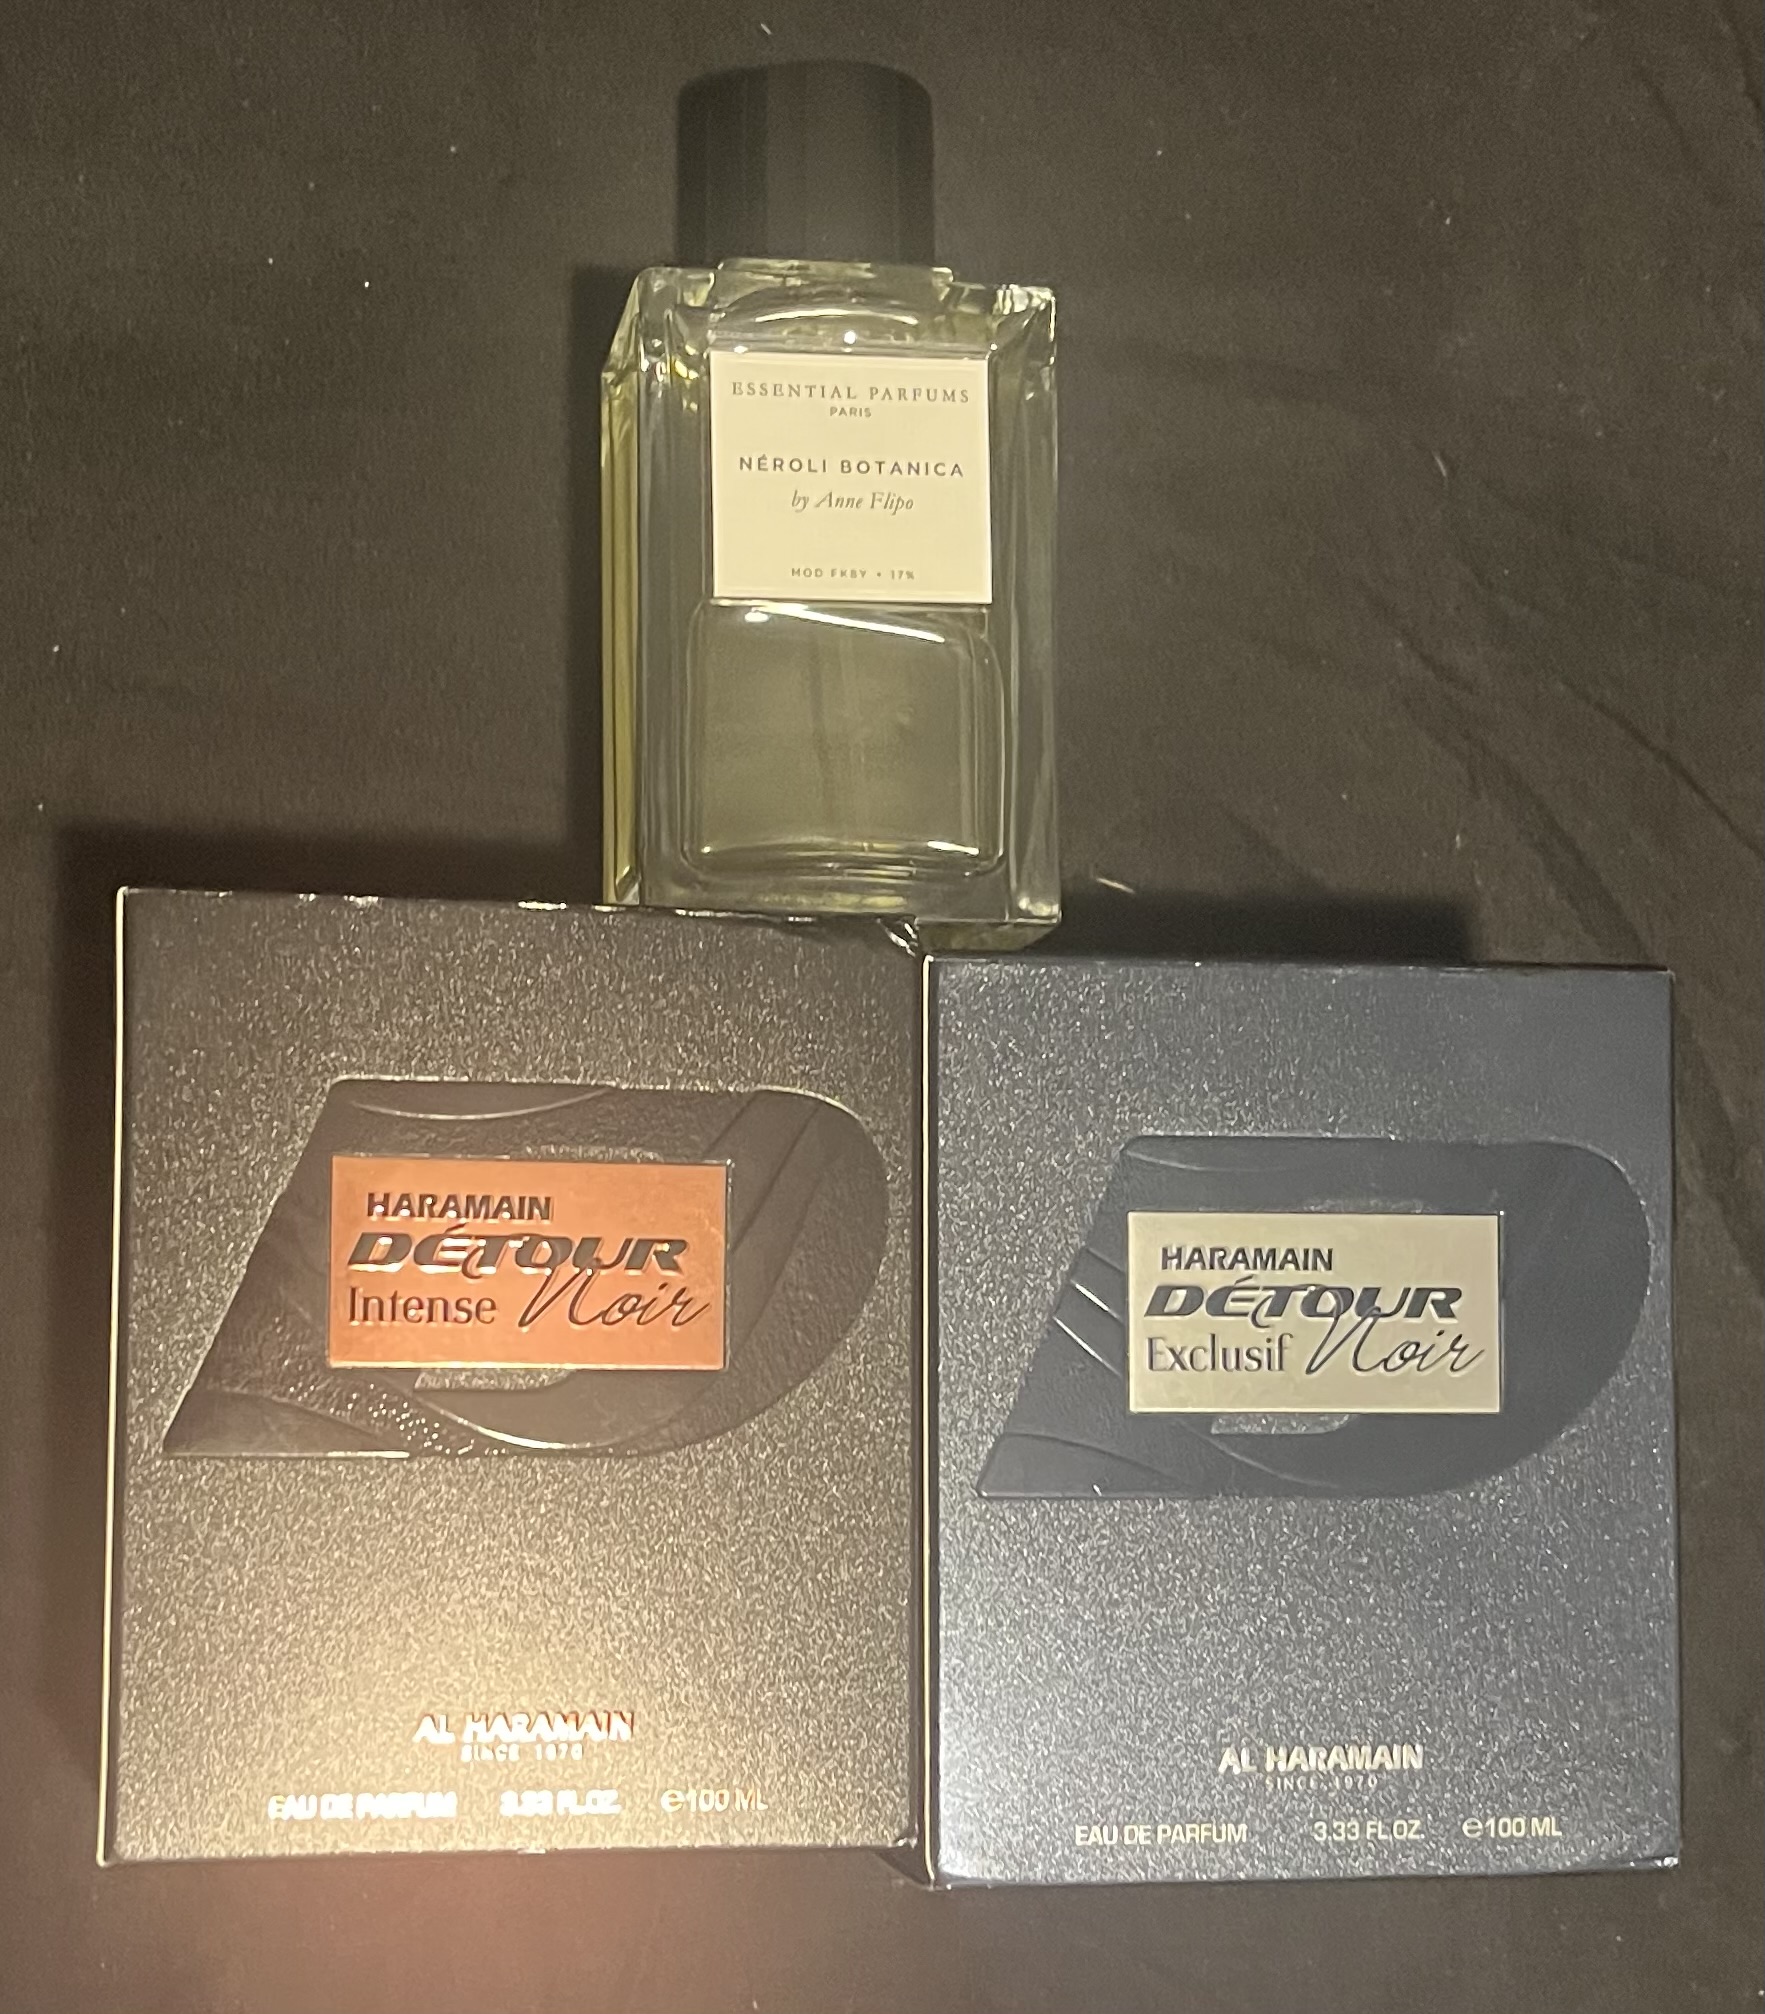 ESSENTIAL PARFUMS
PARIS
NÉROLI BOTANICA
by Anne Flipo
MOD FKBY • 17%
HARAMAIN
DÉTOUR
Intense Noir
AL HARAMAIN
SINCE 1970
EAU DE PARFUM 3.33 FL.OZ. e100 ML
HARAMAIN
DÉTOUR
Exclusif Noir
AL HARAMAIN
SINCE 1970
EAU DE PARFUM 3.33 FL.OZ. e100 ML